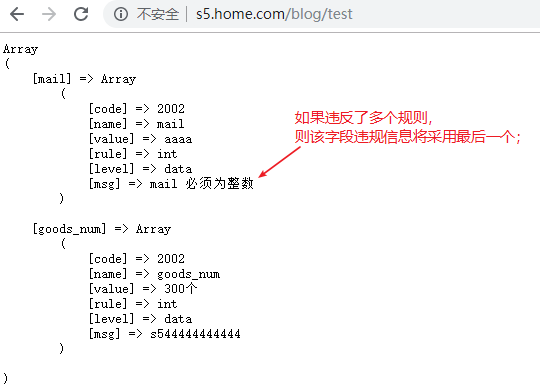 不安全 | s5.home.com/blog/test
Array
(
    [mail] => Array
        (
            [code] => 2002
            [name] => mail
            [value] => aaaa
            [rule] => int
            [level] => data
            [msg] => mail 必须为整数
        )
如果违反了多个规则，
则该字段违规信息将采用最后一个；
    [goods_num] => Array
        (
            [code] => 2002
            [name] => goods_num
            [value] => 300个
            [rule] => int
            [level] => data
            [msg] => s544444444444
        )
)